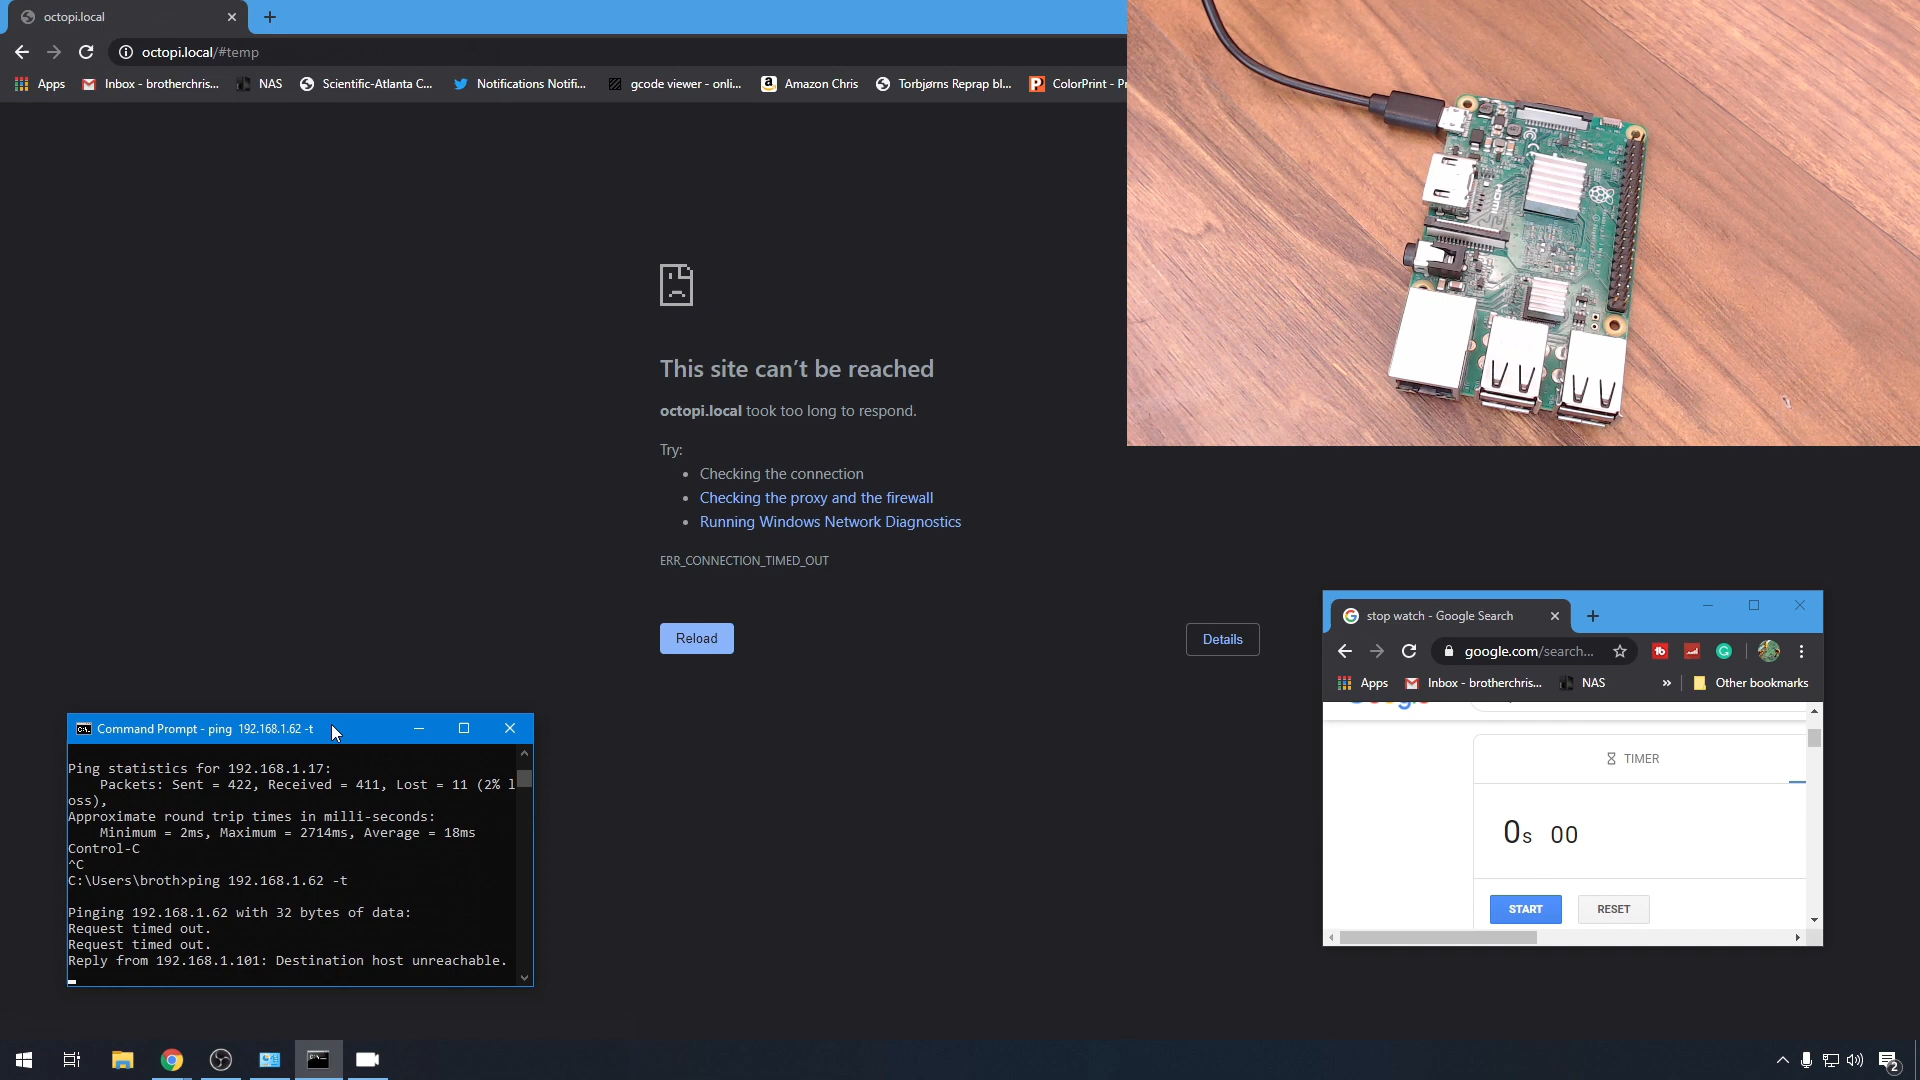 octopi.local
octopi.local/#temp
Apps
Inbox - brotherchris...
NAS
Scientific-Atlanta C...
Notifications Notifi...
gcode viewer - onli...
Amazon Chris
Torbjørns Reprap bl...
ColorPrint - P
HDMI
This site can't be reached
octopi.local took too long to respond.
Try:
Checking the connection
Checking the proxy and the firewall
Running Windows Network Diagnostics
ERR_CONNECTION_TIMED_OUT
Reload
Details
Command Prompt - ping 192.168.1.62 -t
Ping statistics for 192.168.1.17:
Packets: Sent = 422, Received = 411, Lost = 11 (2% l
oss),
Approximate round trip times in milli-seconds:
Minimum = 2ms, Maximum = 2714ms, Average = 18ms
Control-C
^C
C:\Users\broth>ping 192.168.1.62 -t
Pinging 192.168.1.62 with 32 bytes of data:
Request timed out.
Request timed out.
Reply from 192.168.1.101: Destination host unreachable.
stop watch - Google Search
google.com/search...
Apps
Inbox - brotherchris...
NAS
»
Other bookmarks
TIMER
0s 00
START
RESET
2